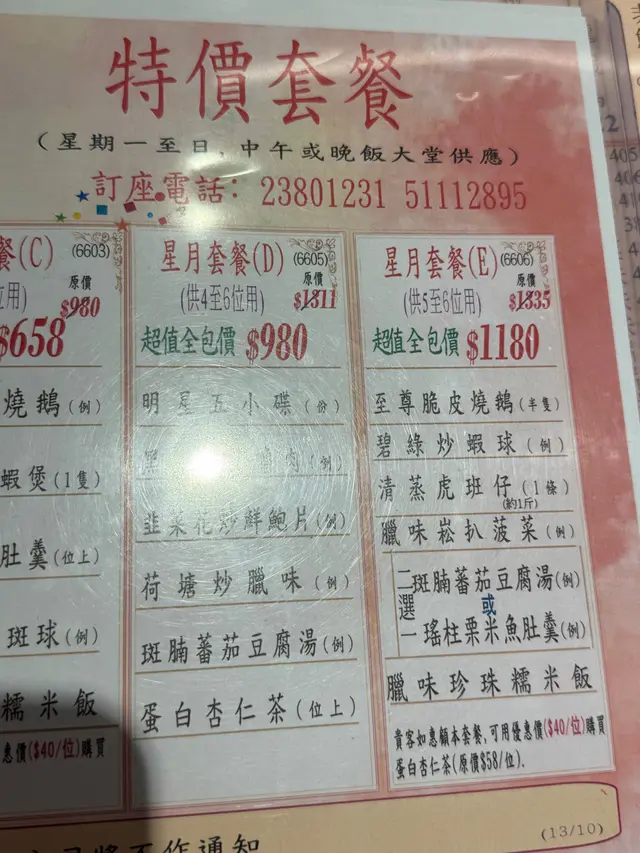 特價套餐
(星期一至日,中午或晚飯大堂供應)
訂座電話: 23801231 51112895
餐(C) (6603)
位用) 原價
$980
$658
燒鵝(例)
蝦煲(1隻)
肚羹(位上)
斑球(例)
糯米飯
惠價($40/位)購買
星月套餐(D) (6605)
(供4至6位用) 原價 $1311
超值全包價 $980
明星五小碟(份)
肉(例)
韭菜花炒鮮鮑片(例)
荷塘炒臘味(例)
斑腩蕃茄豆腐湯(例)
蛋白杏仁茶(位上)
星月套餐(E) (6606)
(供5至6位用) 原價 $1335
超值全包價 $1180
至尊脆皮燒鵝(半隻)
碧綠炒蝦球(例)
清蒸虎班仔(1條)
(約1斤)
臘味崧扒菠菜(例)
二選一
斑腩蕃茄豆腐湯(例)
或
瑤柱栗米魚肚羹(例)
臘味珍珠糯米飯
貴客如惠顧本套餐,可用優惠價($40/位)購買
蛋白杏仁茶(原價$58/位).
不作通知
(13/10)